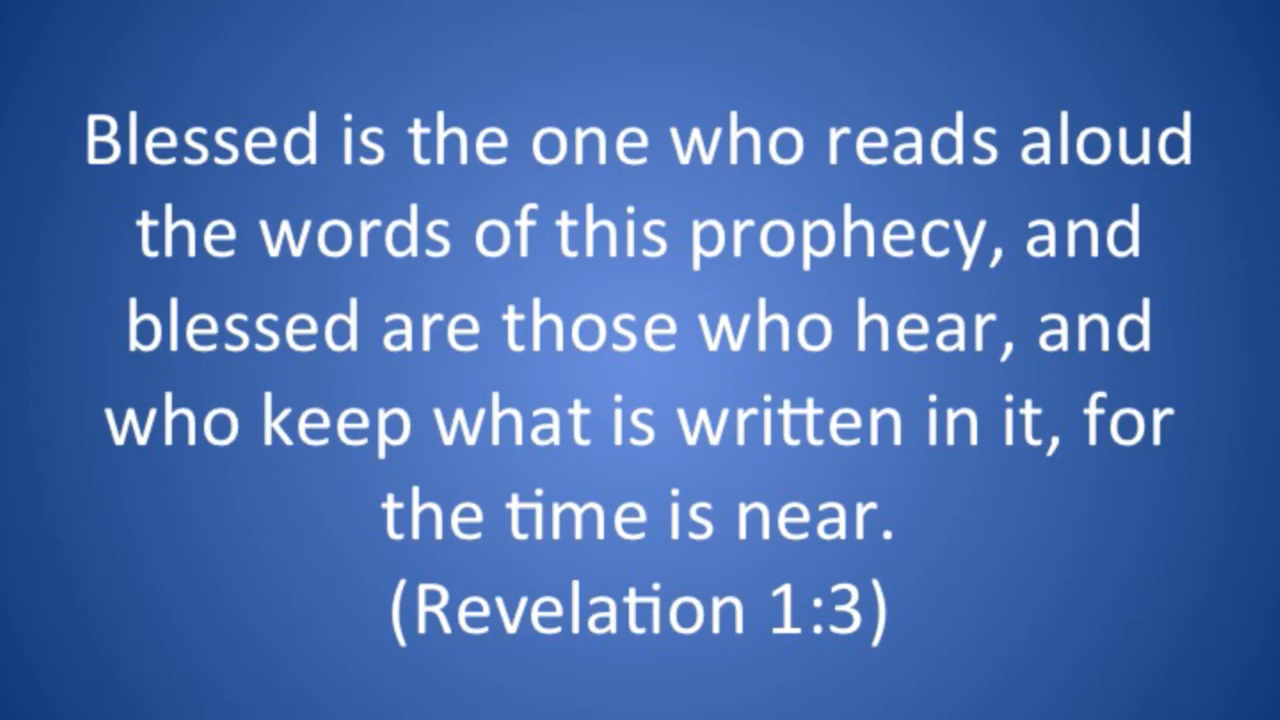 Blessed is the one who reads aloud
the words of this prophecy, and
blessed are those who hear, and
who keep what is written in it, for
the time is near.
(Revelation 1:3)